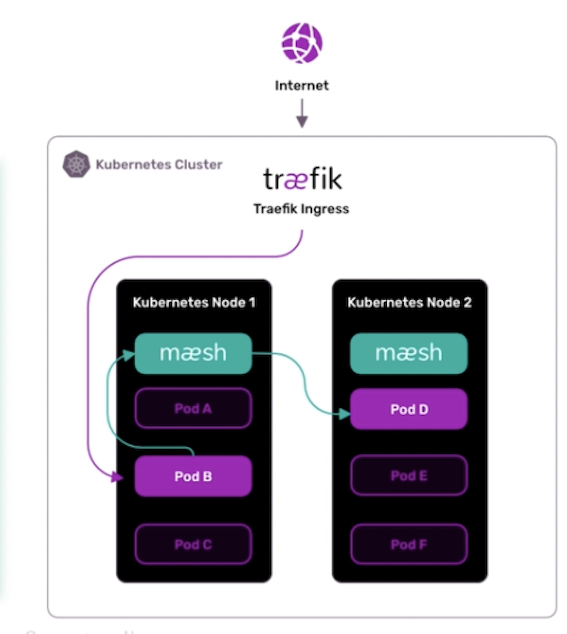 Internet
Kubernetes Cluster
træfik
Traefik Ingress
Kubernetes Node 1
Kubernetes Node 2
mæsh
mæsh
Pod A
Pod D
Pod B
Pod E
Pod C
Pod F